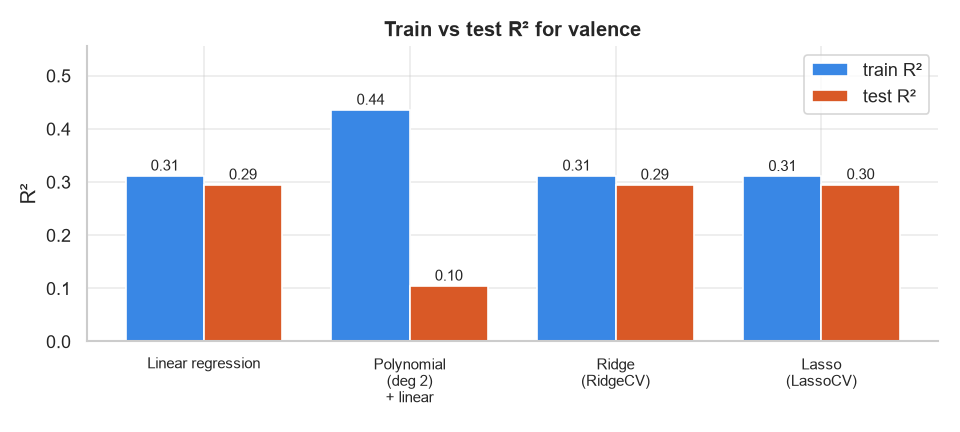 Train vs test R² for valence
train R²
test R²
R²
0.5
0.4
0.3
0.2
0.1
0.0
0.31
0.29
0.44
0.10
0.31
0.29
0.31
0.30
Linear regression
Polynomial
(deg 2)
+ linear
Ridge
(RidgeCV)
Lasso
(LassoCV)